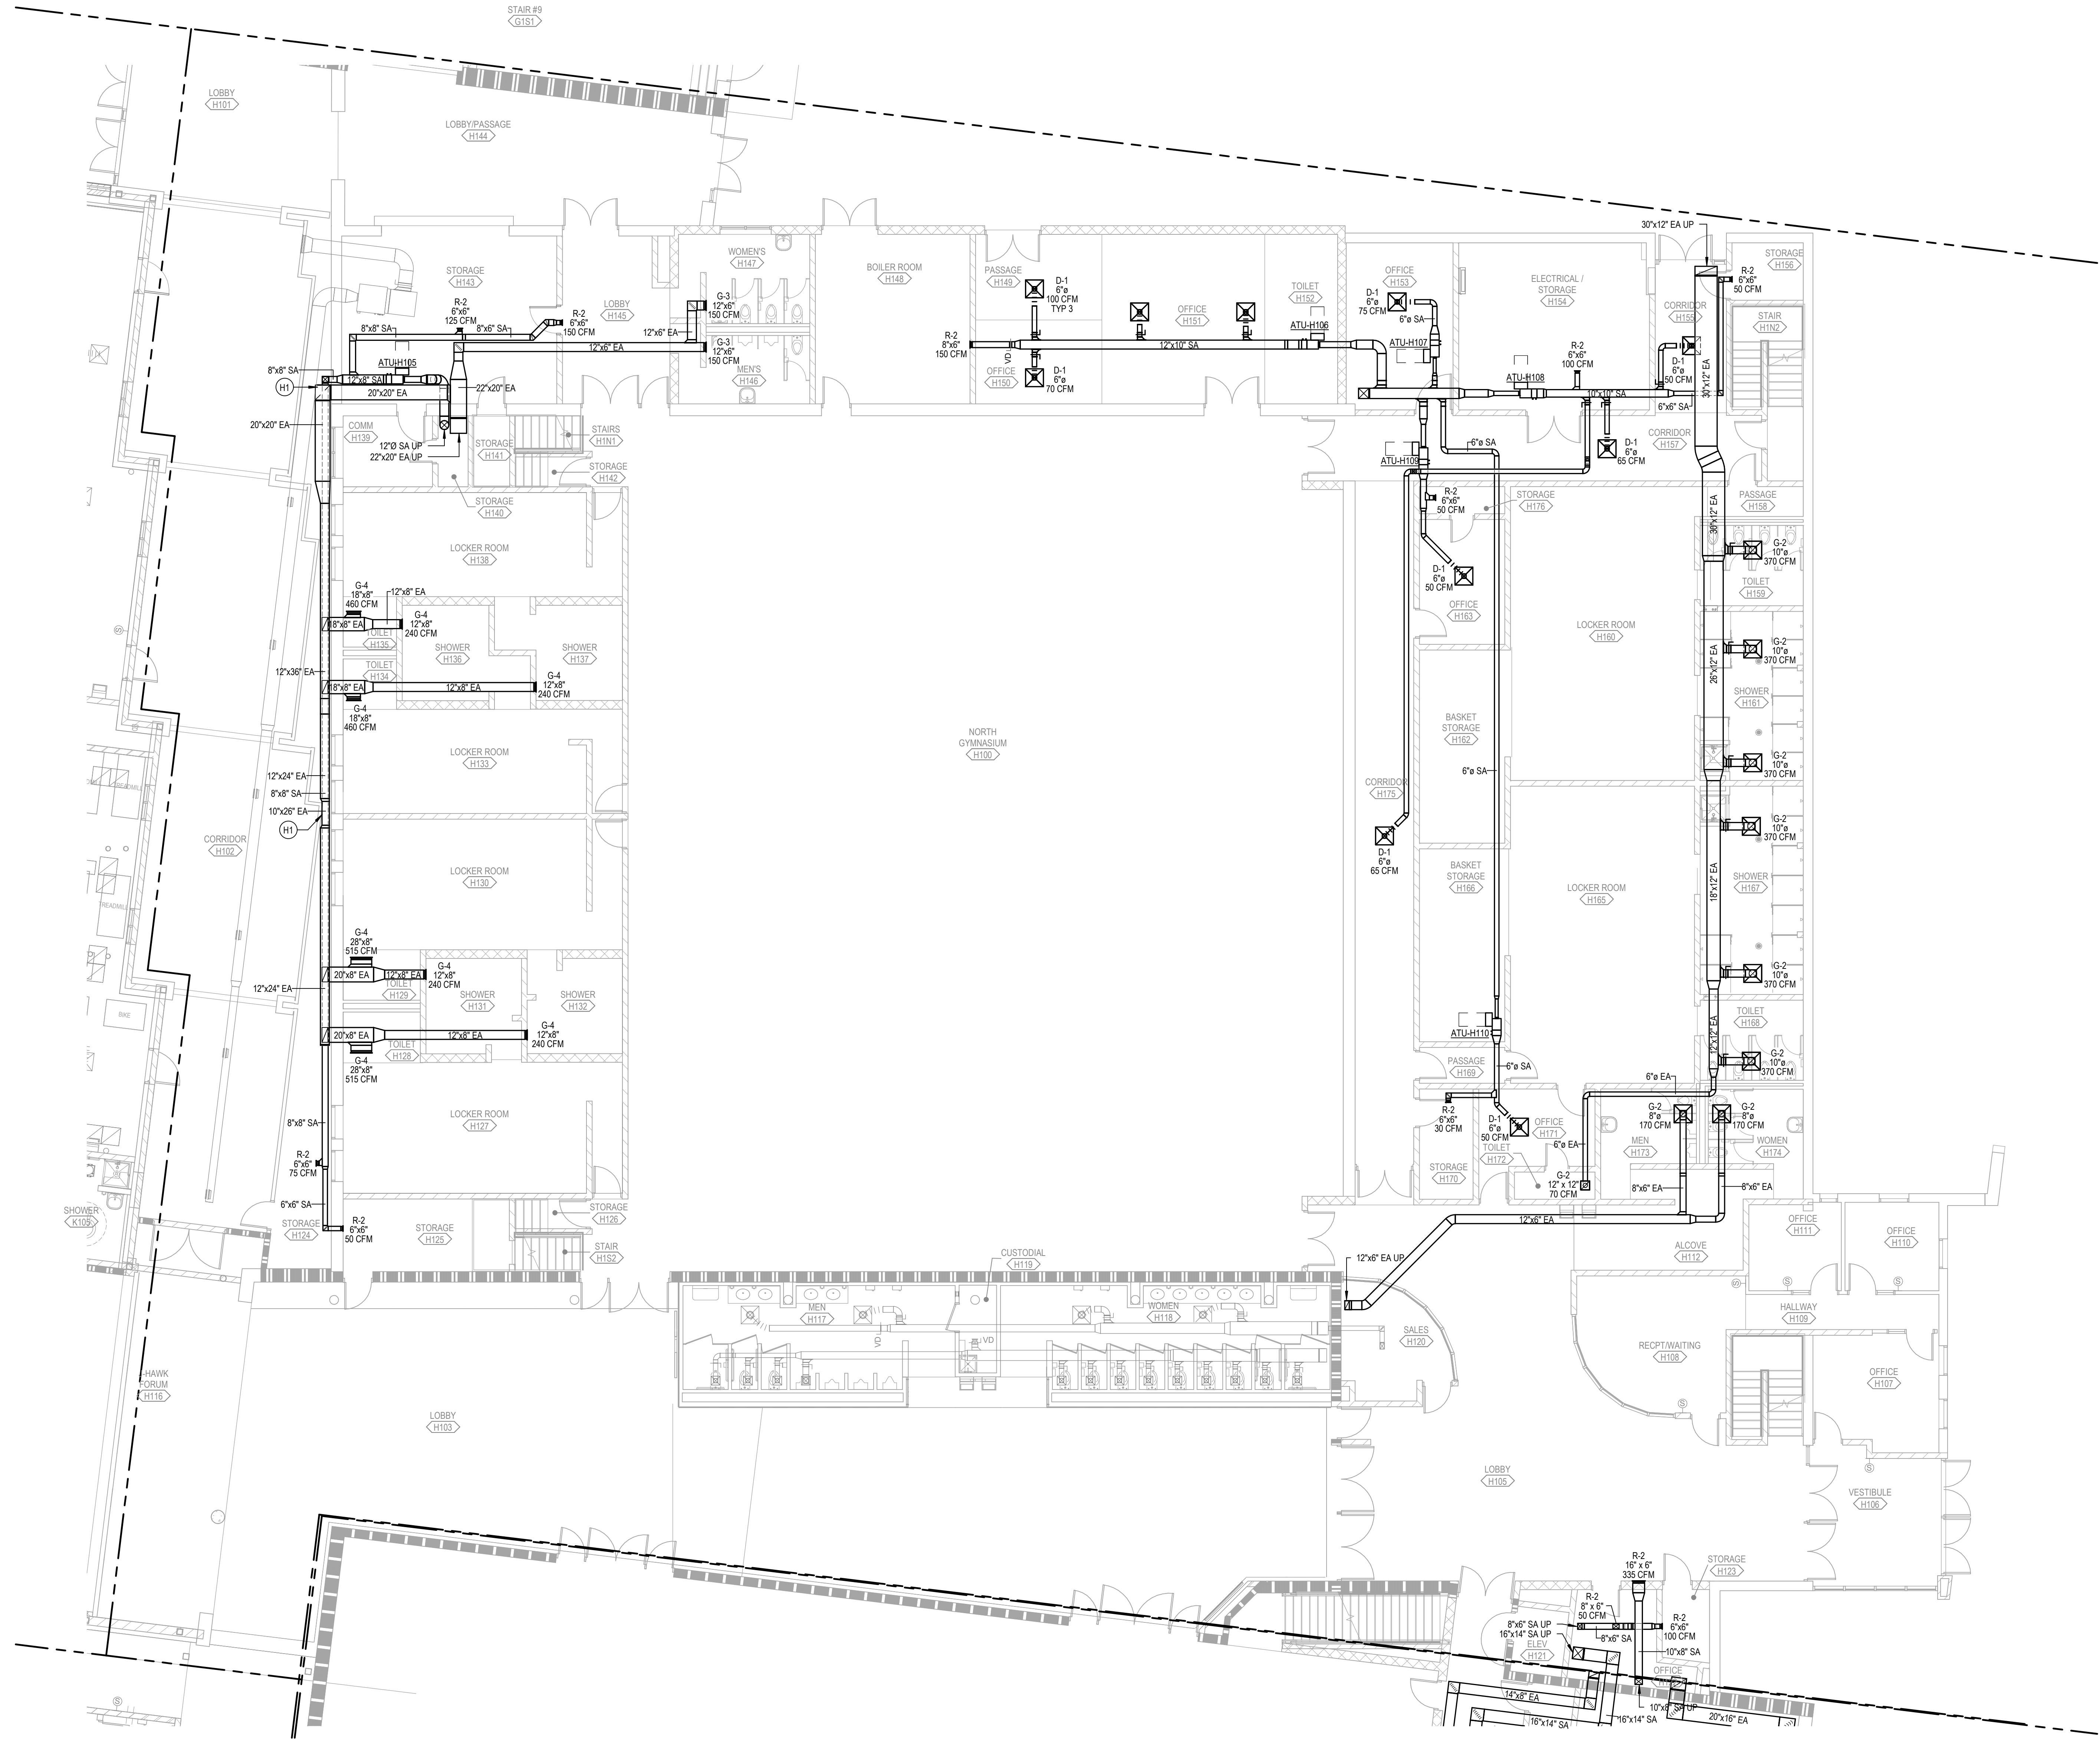 STAIR #9
G1S1
LOBBY
H101
LOBBY/PASSAGE
H144
30"x12" EA UP
STORAGE
H143
R-2
6"x6"
125 CFM
8"x8" SA
8"x6" SA
ATU-H105
8"x8" SA
12"x8" SA
H1
20"x20" EA
LOBBY
H145
R-2
6"x6"
150 CFM
WOMEN'S
H147
G-3
12"x6"
150 CFM
12"x6" EA
12"x6" EA
G-3
12"x6"
150 CFM
MEN'S
H146
22"x20" EA
BOILER ROOM
H148
PASSAGE
H149
D-1
6"ø
100 CFM
TYP 3
R-2
8"x6"
150 CFM
VD
OFFICE
H150
D-1
6"ø
70 CFM
OFFICE
H151
12"x10" SA
TOILET
H152
ATU-H106
OFFICE
H153
D-1
6"ø
75 CFM
6"ø SA
ATU-H107
ELECTRICAL /
STORAGE
H154
R-2
6"x6"
100 CFM
ATU-H108
10"x10" SA
6"x6" SA
CORRIDOR
H155
D-1
6"ø
50 CFM
30"x12" EA
R-2
6"x6"
50 CFM
STORAGE
H156
STAIR
H1N2
20"x20" EA
COMM
H139
12"Ø SA UP
22"x20" EA UP
STORAGE
H141
STAIRS
H1N1
STORAGE
H142
STORAGE
H140
6"ø SA
ATU-H109
D-1
6"ø
65 CFM
CORRIDOR
H157
R-2
6"x6"
50 CFM
STORAGE
H176
PASSAGE
H158
30"x12" EA
LOCKER ROOM
H138
D-1
6"ø
50 CFM
G-2
10"ø
370 CFM
TOILET
H159
G-4
18"x8"
460 CFM
12"x8" EA
18"x8" EA
G-4
12"x8"
240 CFM
TOILET
H135
SHOWER
H136
SHOWER
H137
TOILET
H134
12"x36" EA
18"x8" EA
12"x8" EA
G-4
12"x8"
240 CFM
G-4
18"x8"
460 CFM
OFFICE
H163
LOCKER ROOM
H160
26"x12" EA
G-2
10"ø
370 CFM
SHOWER
H161
LOCKER ROOM
H133
NORTH
GYMNASIUM
H100
BASKET
STORAGE
H162
6"ø SA
CORRIDOR
H175
G-2
10"ø
370 CFM
12"x24" EA
8"x8" SA
10"x26" EA
H1
TREADMILL
CORRIDOR
H102
LOCKER ROOM
H130
D-1
6"ø
65 CFM
BASKET
STORAGE
H166
LOCKER ROOM
H165
G-2
10"ø
370 CFM
18"x12" EA
SHOWER
H167
TREADMILL
G-4
28"x8"
515 CFM
20"x8" EA
12"x8" EA
G-4
12"x8"
240 CFM
12"x24" EA
TOILET
H129
SHOWER
H131
SHOWER
H132
G-2
10"ø
370 CFM
BIKE
20"x8" EA
12"x8" EA
G-4
12"x8"
240 CFM
TOILET
H128
G-4
28"x8"
515 CFM
ATU-H110
PASSAGE
H169
6"ø SA
12"x12" EA
TOILET
H168
G-2
10"ø
370 CFM
6"ø EA
LOCKER ROOM
H127
8"x8" SA
R-2
6"x6"
30 CFM
D-1
6"ø
50 CFM
OFFICE
H171
TOILET
H172
6"ø EA
G-2
8"ø
170 CFM
G-2
8"ø
170 CFM
MEN
H173
WOMEN
H174
R-2
6"x6"
75 CFM
6"x6" SA
STORAGE
H170
G-2
12" x 12"
70 CFM
8"x6" EA
8"x6" EA
SHOWER
K105
STORAGE
H124
R-2
6"x6"
50 CFM
STORAGE
H125
STORAGE
H126
STAIR
H1S2
12"x6" EA
OFFICE
H111
OFFICE
H110
CUSTODIAL
H119
12"x6" EA UP
ALCOVE
H112
S
S
S
MEN
H117
WOMEN
H118
VD
VD
SALES
H120
HALLWAY
H109
RECPT/WAITING
H108
OFFICE
H107
-HAWK
FORUM
H116
LOBBY
H103
S
S
LOBBY
H105
VESTIBULE
H106
R-2
16" x 6"
335 CFM
STORAGE
H123
R-2
8" x 6"
50 CFM
8"x6" SA UP
16"x14" SA UP
8"x6" SA
R-2
6"x6"
100 CFM
ELEV
H121
10"x8" SA
OFFICE
14"x8" EA
10"x8" SA UP
16"x14" SA
16"x14" SA
20"x16" EA
S
S